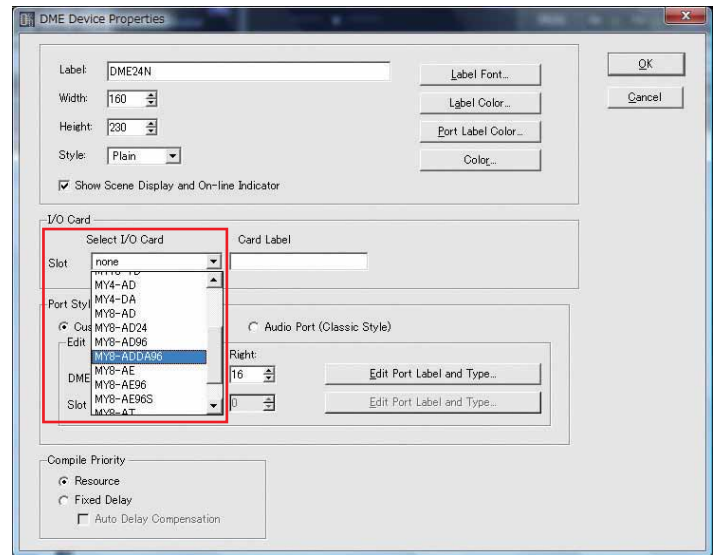 DME Device Properties
Label: DME24N
Label Font...
OK
Width: 160
Label Color...
Cancel
Height: 230
Port Label Color...
Style: Plain
Color...
Show Scene Display and On-line Indicator
I/O Card
Select I/O Card Card Label
Slot none
MY4-AD
MY4-DA
Port Styl
MY8-AD
Cus MY8-AD24 Audio Port (Classic Style)
Edit MY8-AD96
MY8-ADDA96 Right:
MY8-AE
DME 16 Edit Port Label and Type...
MY8-AE96
MY8-AE96S
Slot 0 Edit Port Label and Type...
MY8-AT
Compile Priority
Resource
Fixed Delay
Auto Delay Compensation